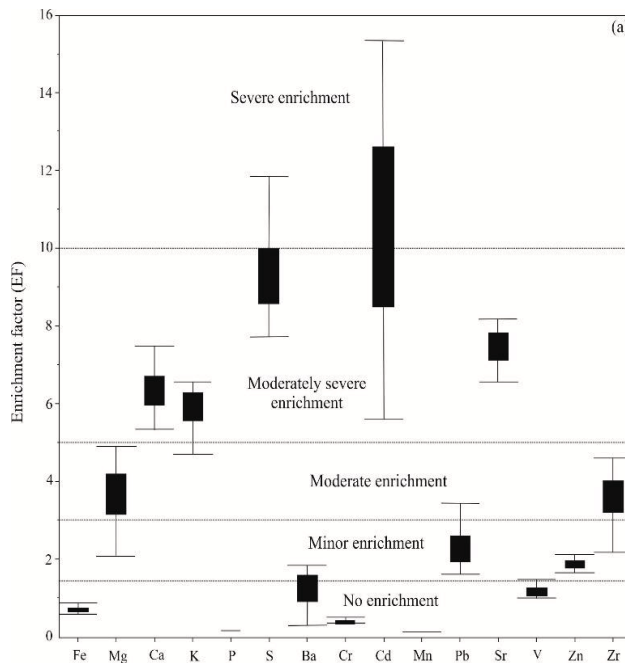 (a
16
14
12
10
8
6
4
2
0
Enrichment factor (EF)
Severe enrichment
Moderately severe
enrichment
Moderate enrichment
Minor enrichment
No enrichment
Fe Mg Ca K P S Ba Cr Cd Mn Pb Sr V Zn Zr